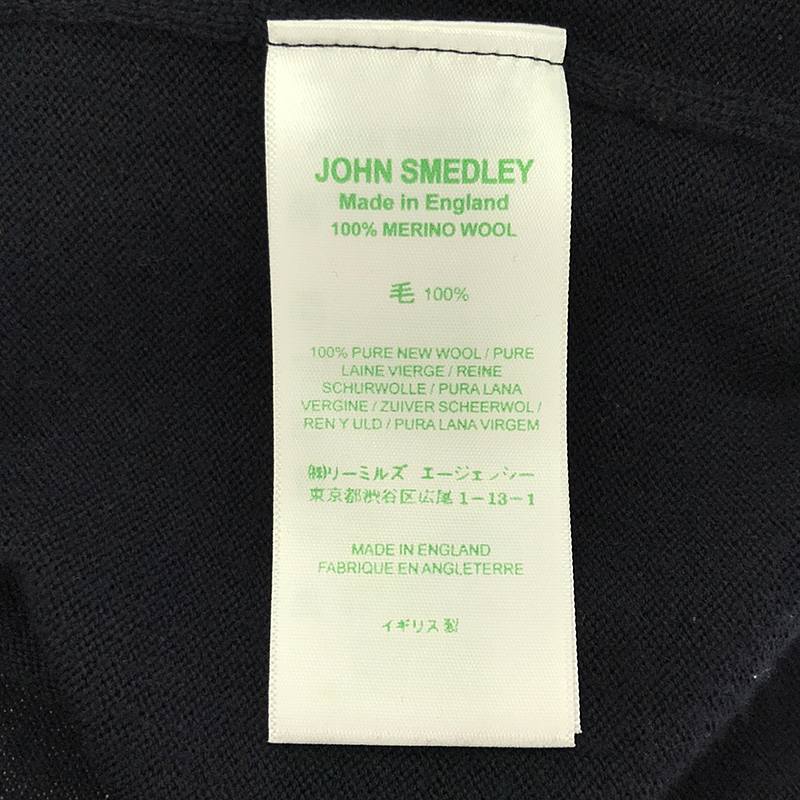 JOHN SMEDLEY
Made in England
100% MERINO WOOL
毛 100%
100% PURE NEW WOOL / PURE
LAINE VIERGE / REINE
SCHURWOLLE / PURA LANA
VERGINE / ZUIVER SCHEERWOL /
REN Y ULD / PURA LANA VIRGEM
㈱リーミルズ エージェンシー
東京都渋谷区広尾1-13-1
MADE IN ENGLAND
FABRIQUE EN ANGLETERRE
イギリス製